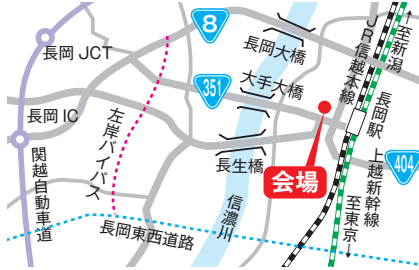 8
長岡大橋
JR信越本線
↑至新潟
長岡JCT
351
大手大橋
長岡駅
長岡IC
左岸バイパス
長生橋
会場
404
上越新幹線
至東京→
関越自動車道
信濃川
長岡東西道路